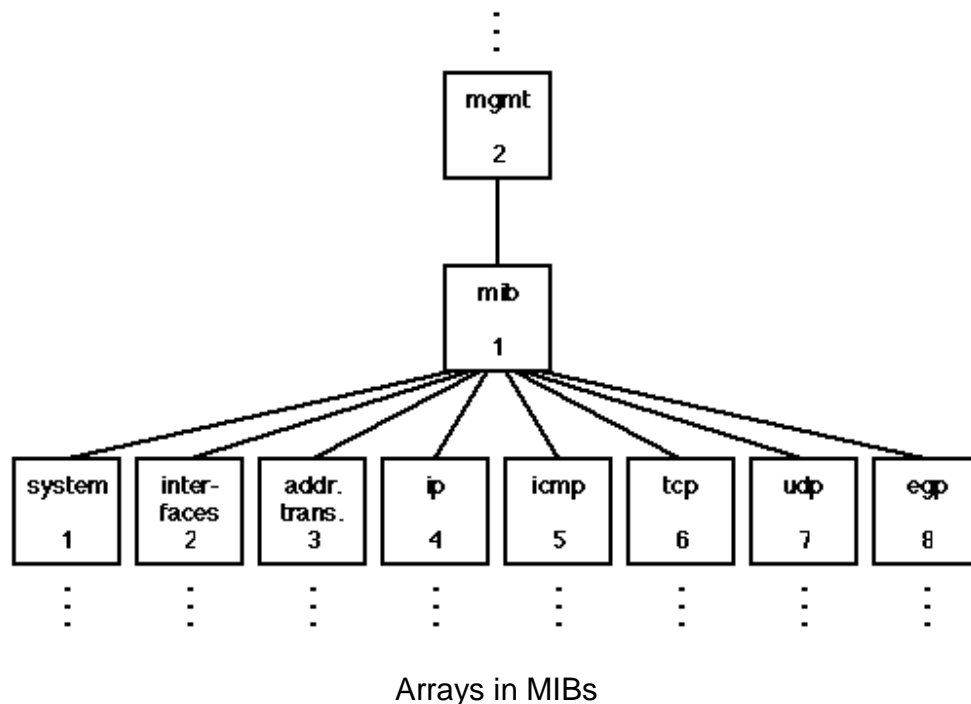 mgmt
2
mib
1
system
1
inter-
faces
2
addr.
trans.
3
ip
4
icmp
5
tcp
6
udp
7
egp
8
Arrays in MIBs